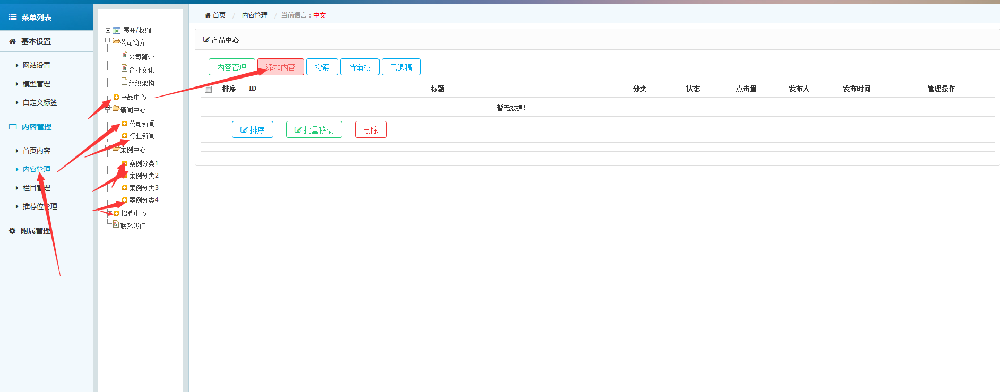 菜单列表
基本设置
网站设置
模型管理
自定义标签
内容管理
首页内容
内容管理
栏目管理
推荐位管理
附属管理
展开/收缩
公司简介
公司简介
企业文化
组织架构
产品中心
新闻中心
公司新闻
行业新闻
案例中心
案例分类1
案例分类2
案例分类3
案例分类4
招聘中心
联系我们
首页 / 内容管理 / 当前语言：中文
产品中心
内容管理 添加内容 搜索 待审核 已退稿
排序 ID 标题 分类 状态 点击量 发布人 发布时间 管理操作
暂无数据!
排序 批量移动 删除